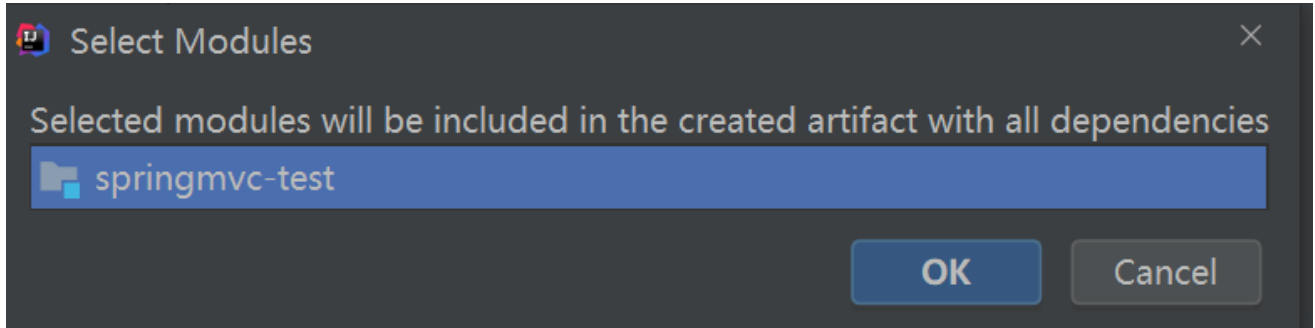 Select Modules
Selected modules will be included in the created artifact with all dependencies
springmvc-test
OK Cancel